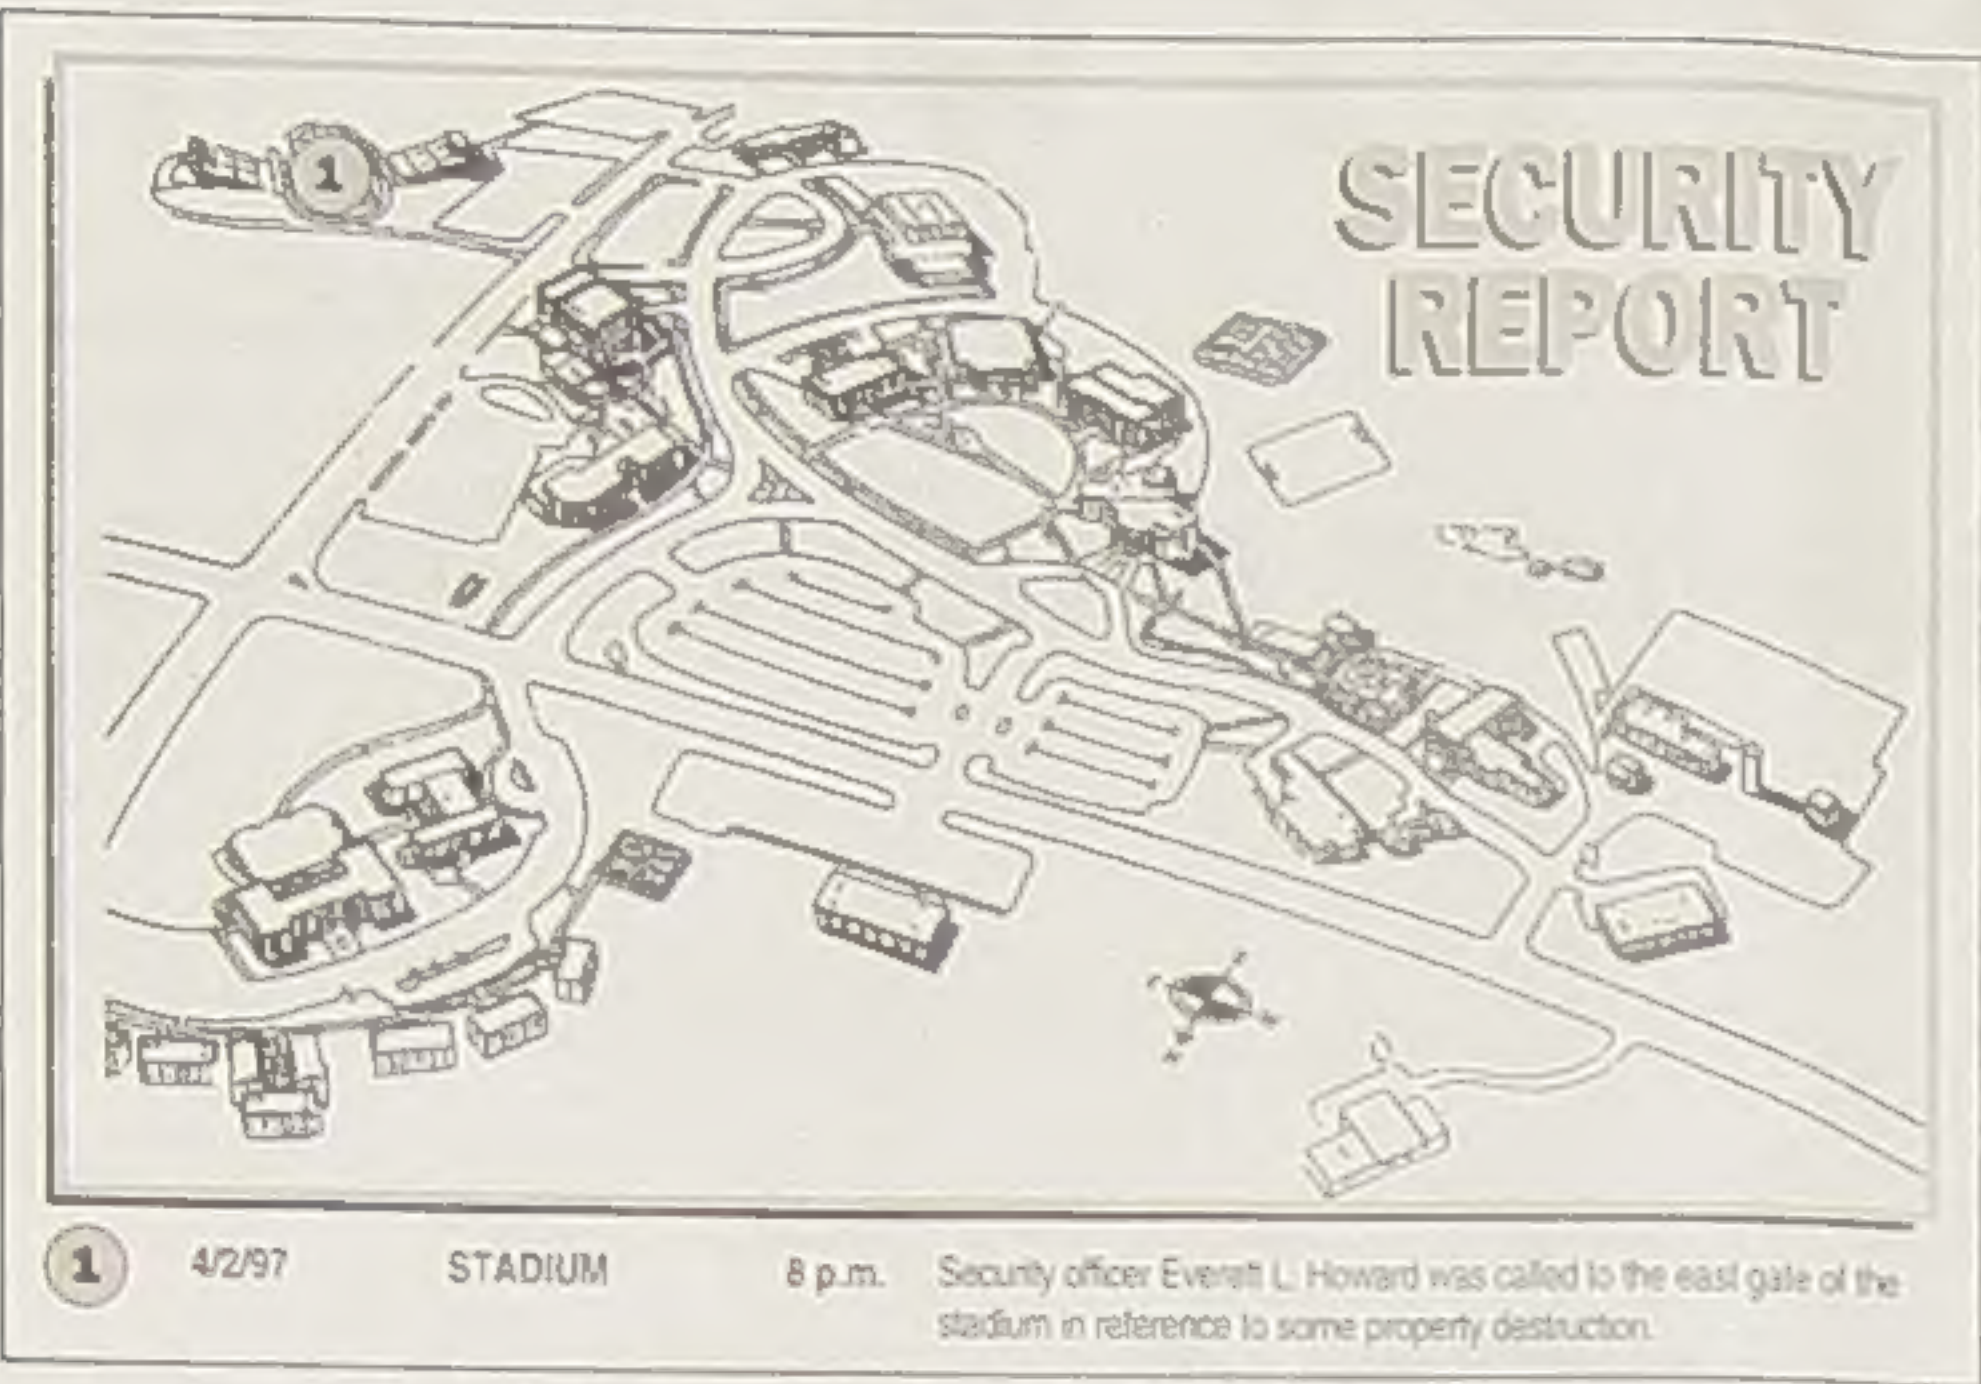 SECURITY
REPORT
1
1 4/2/97 STADIUM 8 p.m. Security officer Everett L. Howard was called to the east gate of the
stadium in reference to some property destruction.